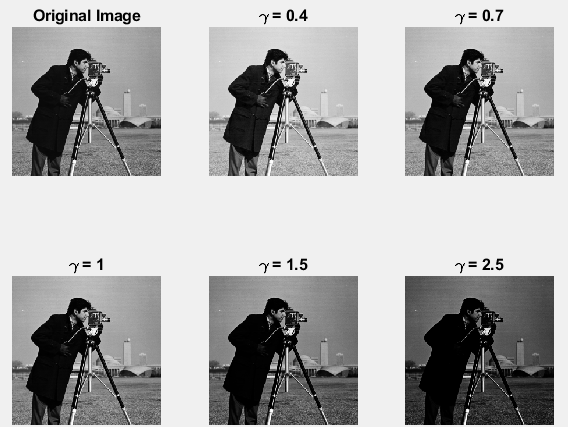 Original Image
γ = 0.4
γ = 0.7
γ = 1
γ = 1.5
γ = 2.5